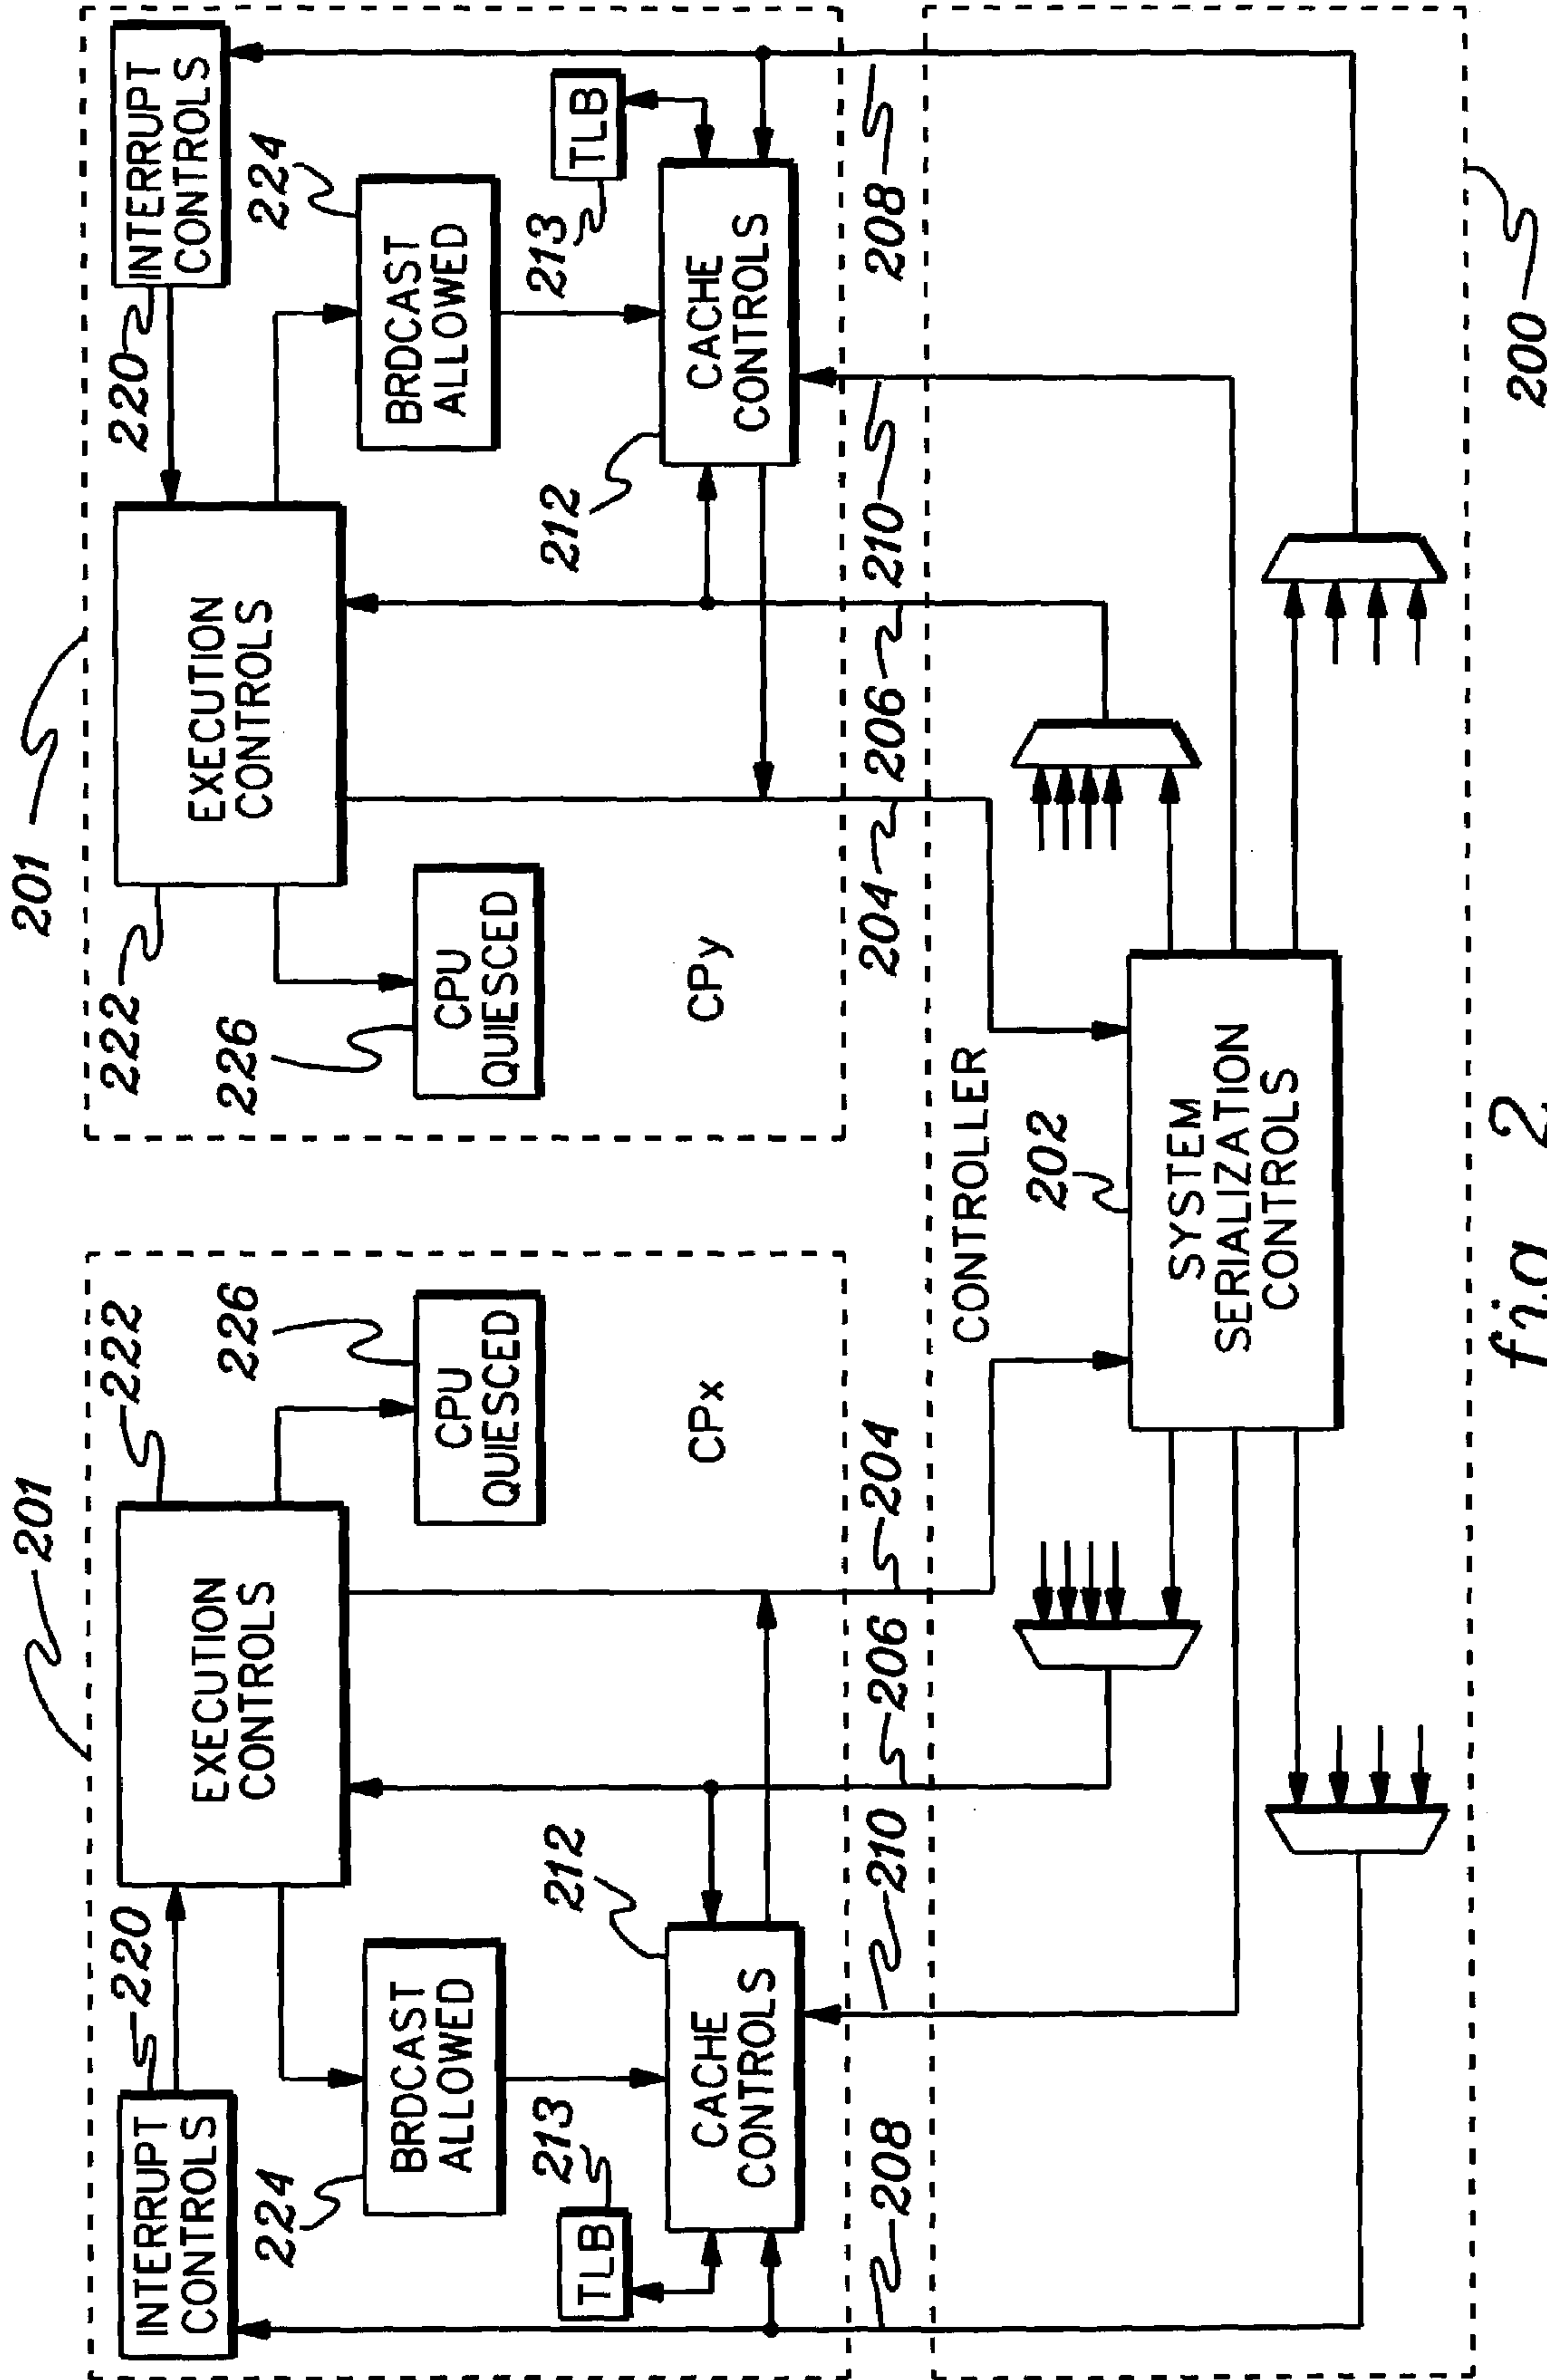 201
201
INTERRUPT
CONTROLS
220
EXECUTION
CONTROLS
222
222
EXECUTION
CONTROLS
220
INTERRUPT
CONTROLS
224
BRDCAST
ALLOWED
226
CPU
QUIESCED
226
CPU
QUIESCED
224
BRDCAST
ALLOWED
213
TLB
212
CACHE
CONTROLS
CPx
CPy
212
213
TLB
CACHE
CONTROLS
208
210
206
204
204
206
210
208
CONTROLLER
202
SYSTEM
SERIALIZATION
CONTROLS
200
fig. 2